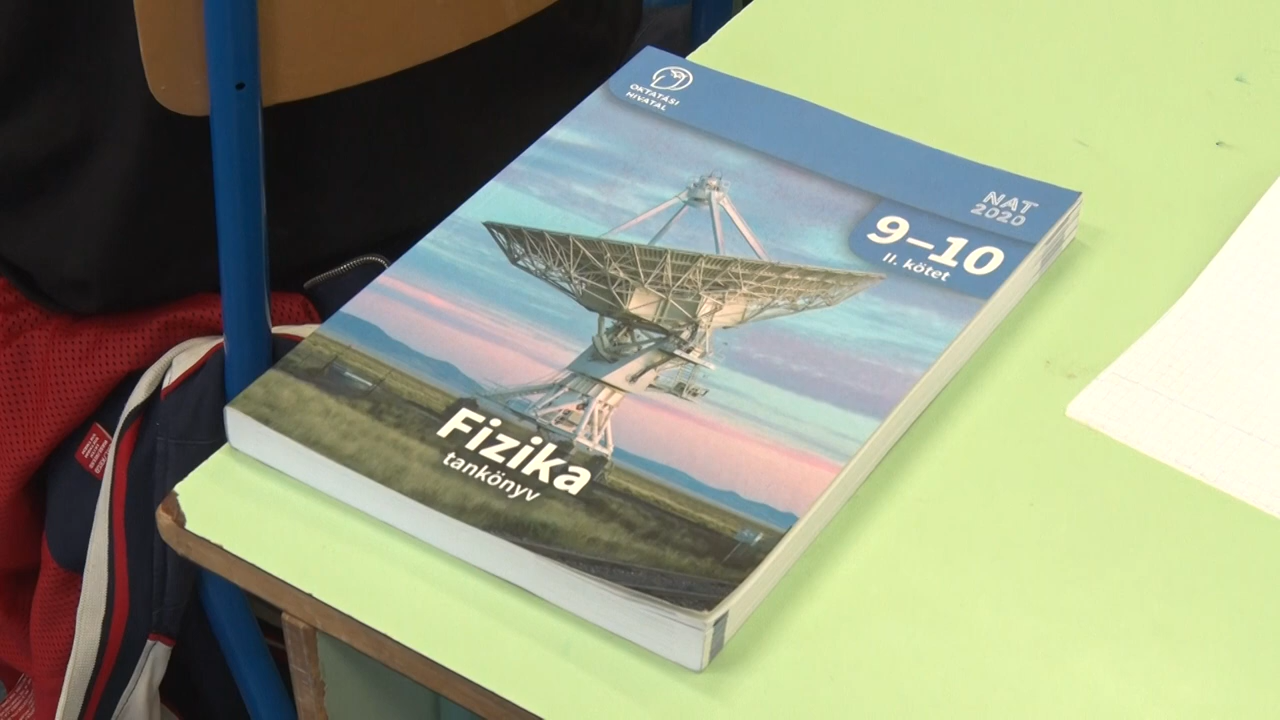 OKTATÁSI
HIVATAL
NAT
2020
9–10
II. kötet
Fizika
tankönyv